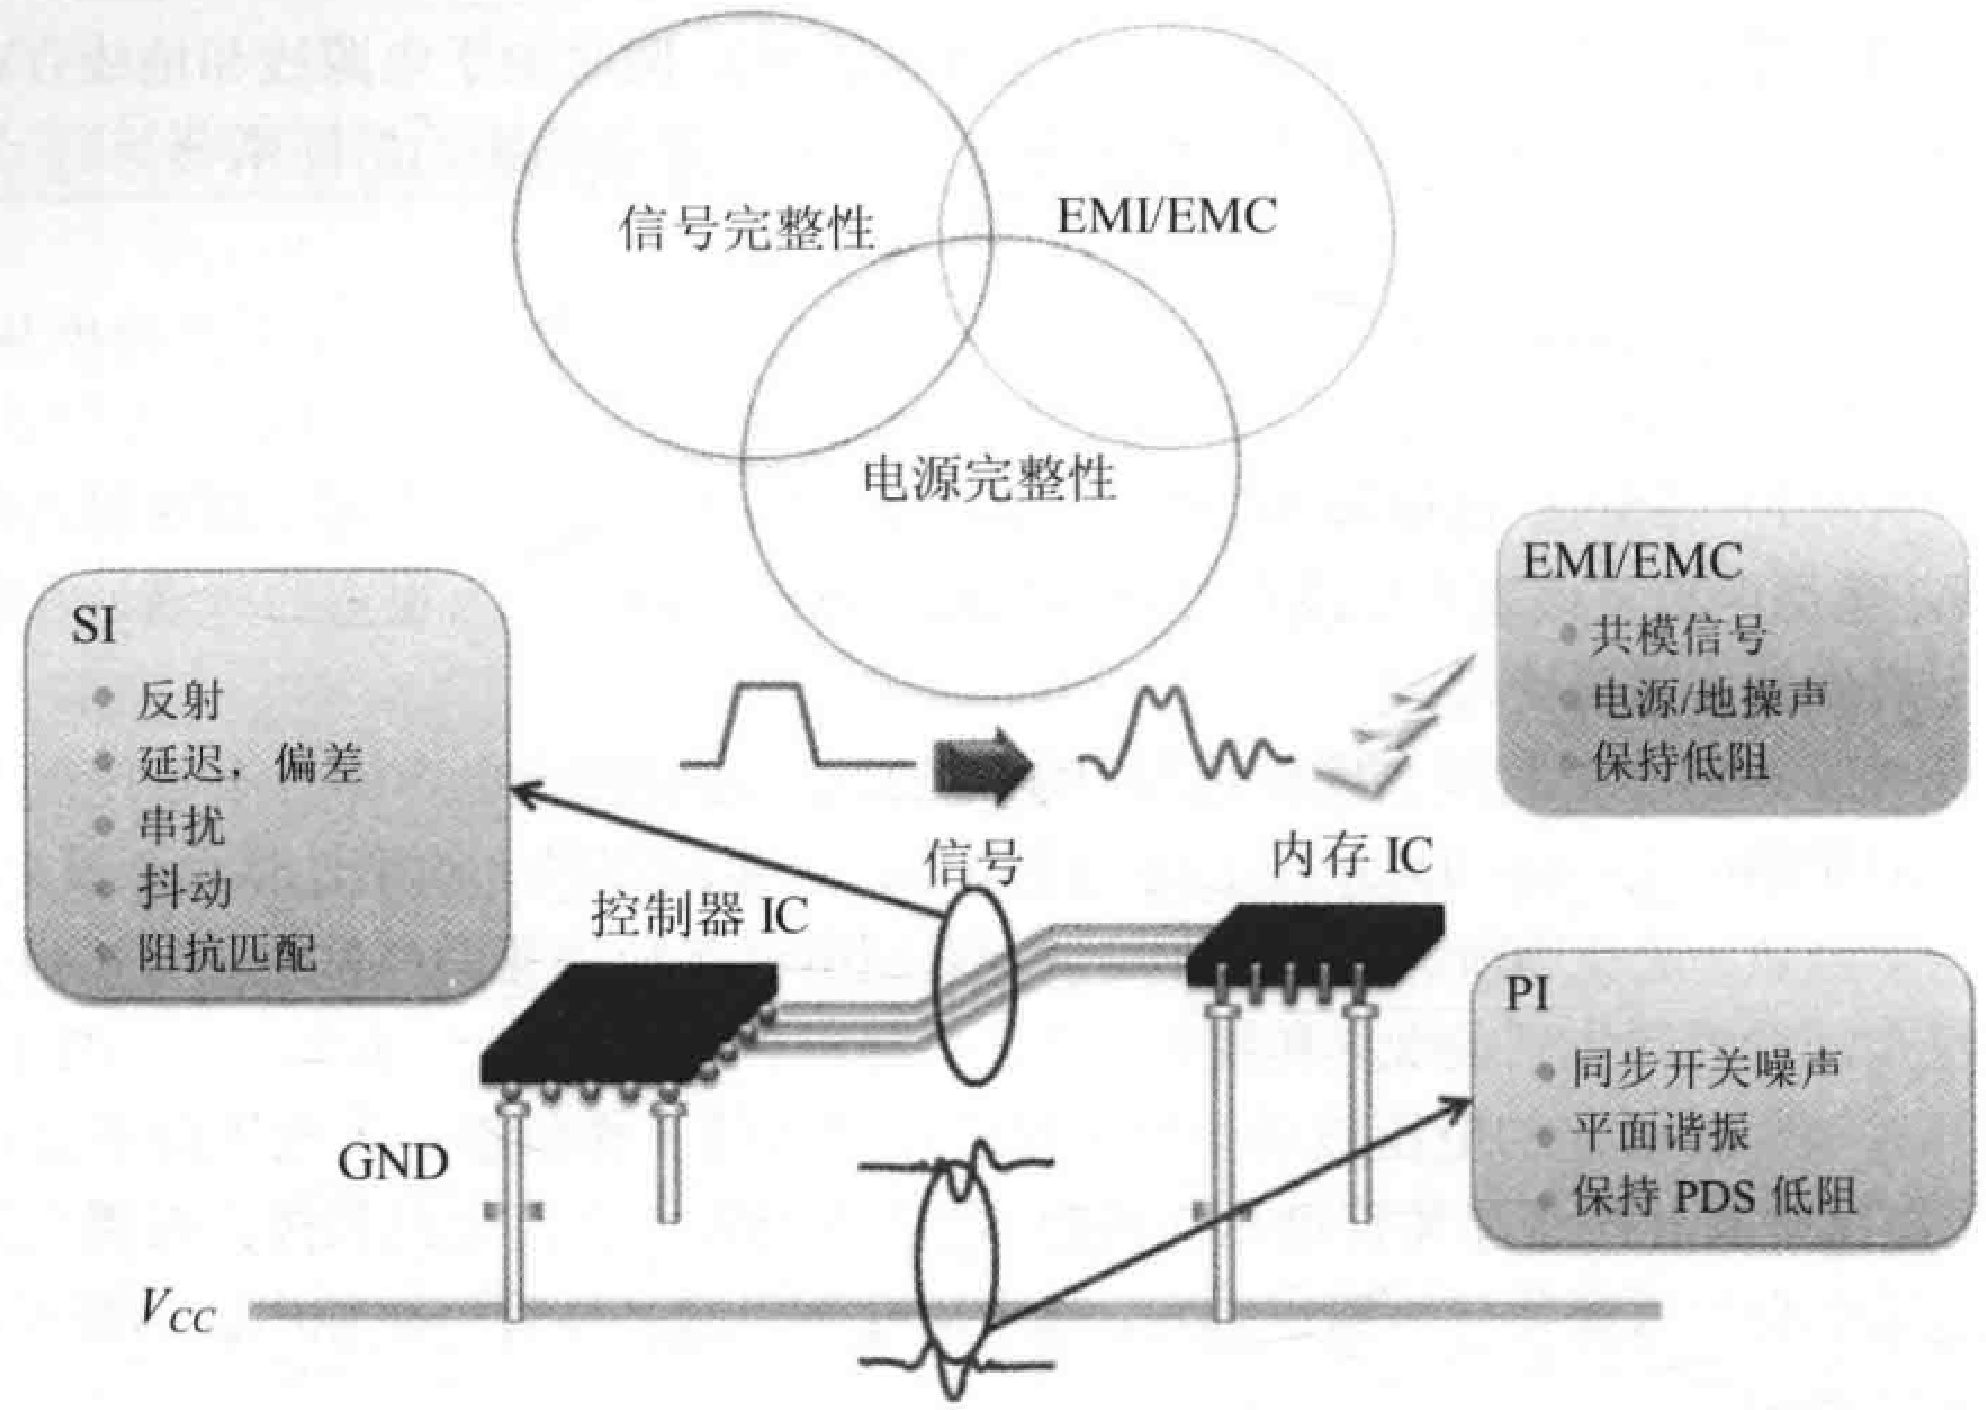 信号完整性
EMI/EMC
电源完整性
EMI/EMC
共模信号
电源/地操声
保持低阻
SI
反射
延迟，偏差
串扰
抖动
阻抗匹配
信号
内存 IC
控制器 IC
PI
同步开关噪声
平面谐振
保持 PDS 低阻
GND
VCC